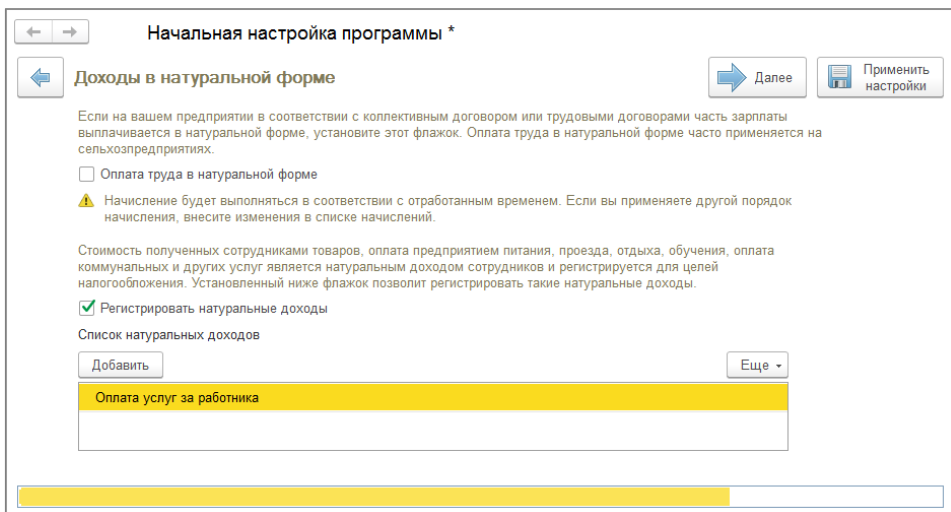 Начальная настройка программы *
Доходы в натуральной форме
Далее
Применить
настройки
Если на вашем предприятии в соответствии с коллективным договором или трудовыми договорами часть зарплаты
выплачивается в натуральной форме, установите этот флажок. Оплата труда в натуральной форме часто применяется на
сельхозпредприятиях.
Оплата труда в натуральной форме
Начисление будет выполняться в соответствии с отработанным временем. Если вы применяете другой порядок
начисления, внесите изменения в списке начислений.
Стоимость полученных сотрудниками товаров, оплата предприятием питания, проезда, отдыха, обучения, оплата
коммунальных и других услуг является натуральным доходом сотрудников и регистрируется для целей
налогообложения. Установленный ниже флажок позволит регистрировать такие натуральные доходы.
Регистрировать натуральные доходы
Список натуральных доходов
Добавить
Еще
Оплата услуг за работника